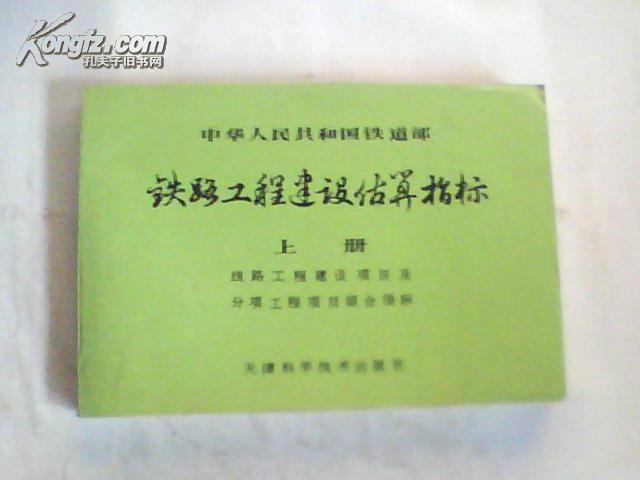 Kongfz.com
孔夫子旧书网
中华人民共和国铁道部
铁路工程建设估算指标
上 册
线路工程建设项目及
分项工程项目综合指标
天津科学技术出版社